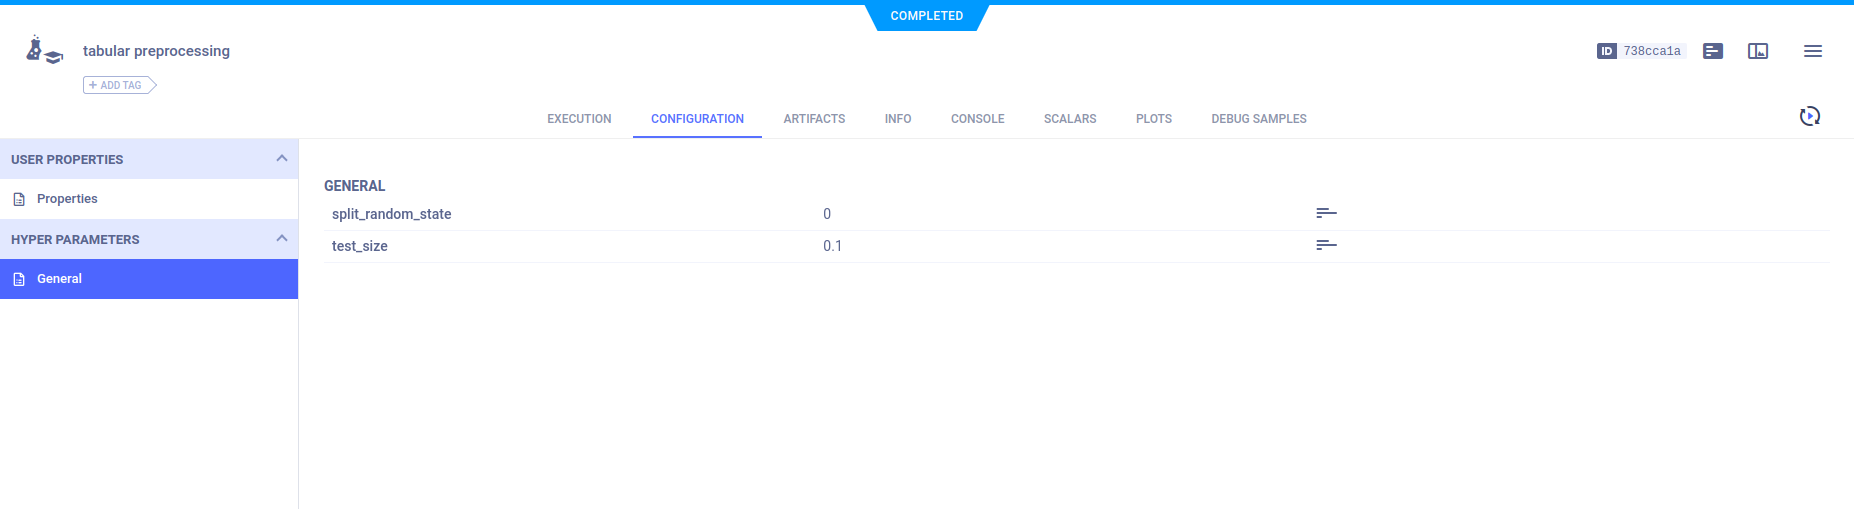 COMPLETED
tabular preprocessing
ID 738cca1a
+ ADD TAG
EXECUTION CONFIGURATION ARTIFACTS INFO CONSOLE SCALARS PLOTS DEBUG SAMPLES
USER PROPERTIES
Properties
HYPER PARAMETERS
General
GENERAL
split_random_state 0
test_size 0.1